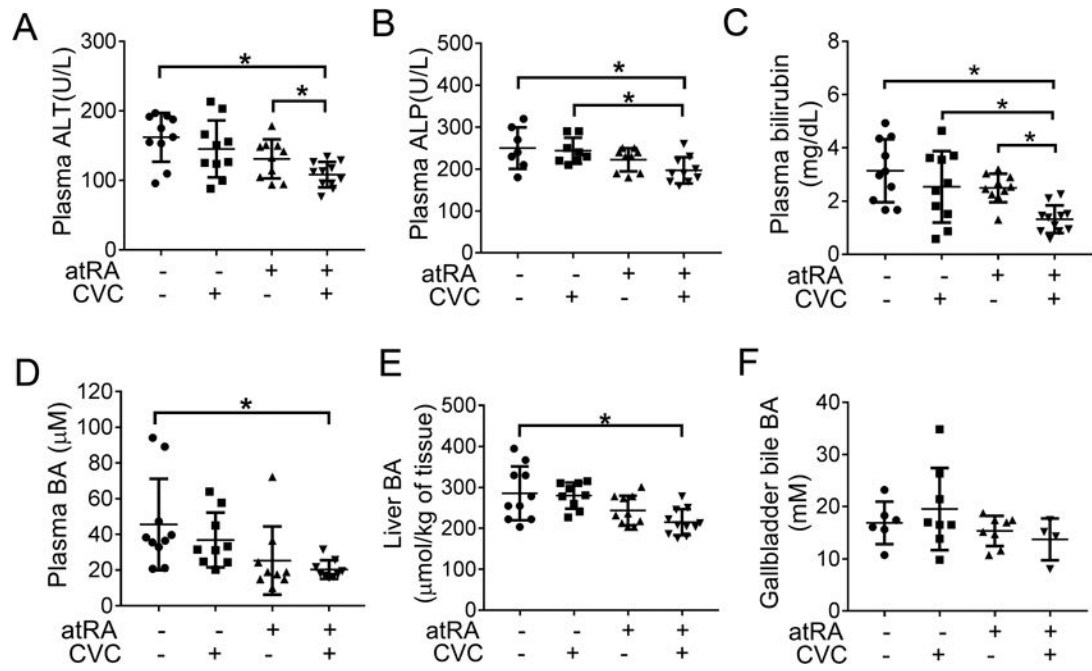 A
Plasma ALT(U/L)
300
200
100
0
*
*
atRA - - + +
CVC - + - +
B
Plasma ALP(U/L)
500
400
300
200
100
0
*
*
- - + +
- + - +
C
Plasma bilirubin
(mg/dL)
8
6
4
2
0
*
*
*
atRA - - + +
CVC - + - +
D
Plasma BA (μM)
120
100
80
60
40
20
0
*
atRA - - + +
CVC - + - +
E
Liver BA
(μmol/kg of tissue)
500
400
300
200
100
0
*
atRA - - + +
CVC - + - +
F
Gallbladder bile BA
(mM)
40
30
20
10
0
atRA - - + +
CVC - + - +